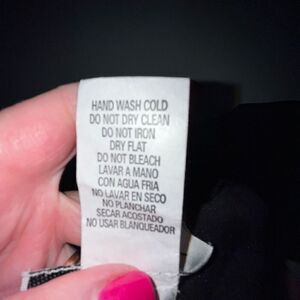 HAND WASH COLD
DO NOT DRY CLEAN
DO NOT IRON
DRY FLAT
DO NOT BLEACH
LAVAR A MANO
CON AGUA FRIA
NO LAVAR EN SECO
NO PLANCHAR
SECAR ACOSTADO
NO USAR BLANQUEADOR